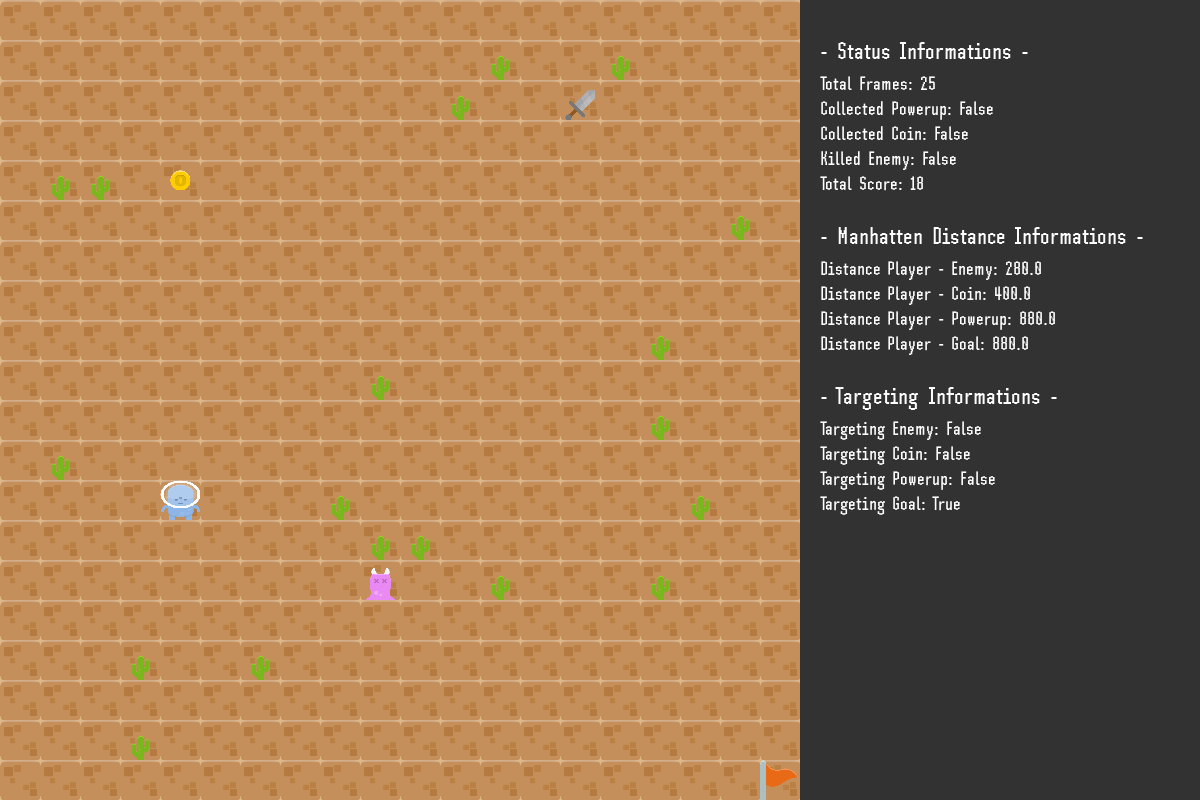 - Status Informations -
Total Frames: 25
Collected Powerup: False
Collected Coin: False
Killed Enemy: False
Total Score: 18
- Manhatten Distance Informations -
Distance Player - Enemy: 280.0
Distance Player - Coin: 400.0
Distance Player - Powerup: 880.0
Distance Player - Goal: 880.0
- Targeting Informations -
Targeting Enemy: False
Targeting Coin: False
Targeting Powerup: False
Targeting Goal: True